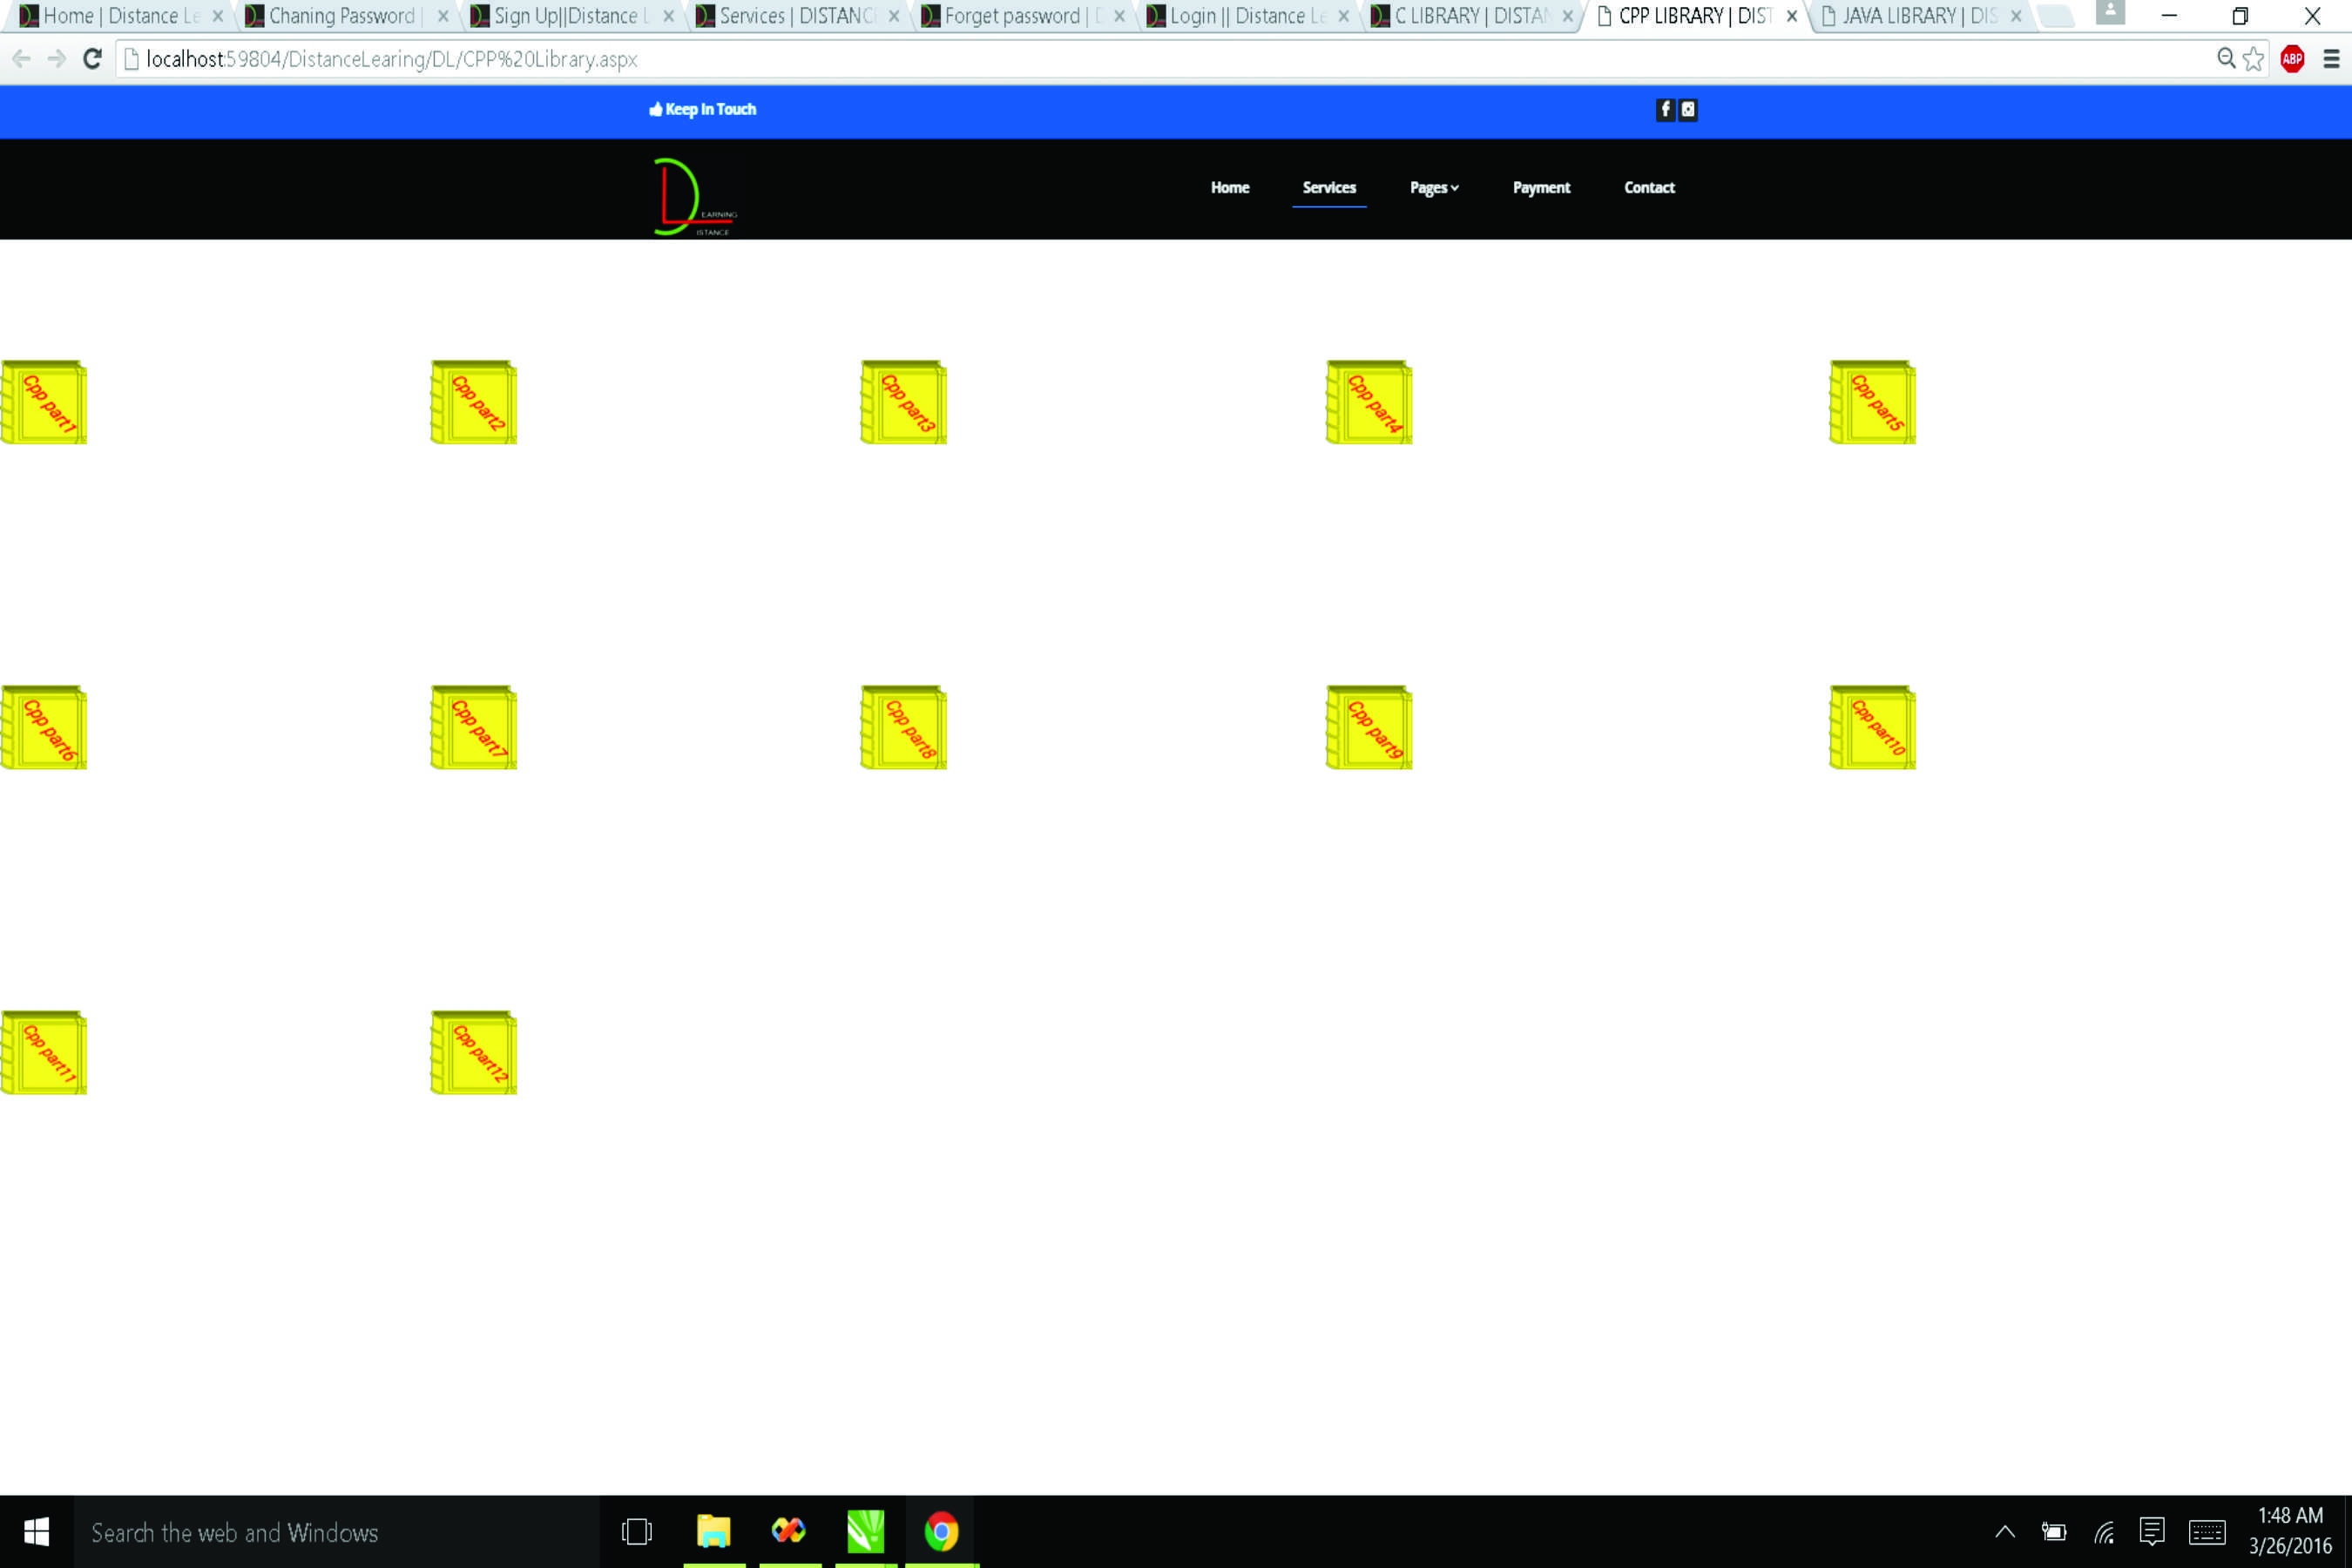 Home | Distance Le
Chaning Password |
Sign Up||Distance L
Services | DISTANC
Forget password | D
Login || Distance Le
C LIBRARY | DISTAN
CPP LIBRARY | DIST
JAVA LIBRARY | DIS
localhost:59804/DistanceLearing/DL/CPP%20Library.aspx
ABP
Keep In Touch
EARNING
ISTANCE
Home Services Pages Payment Contact
Cpp part1
Cpp part2
Cpp part3
Cpp part4
Cpp part5
Cpp part6
Cpp part7
Cpp part8
Cpp part9
Cpp part10
Cpp part11
Cpp part12
Search the web and Windows
1:48 AM
3/26/2016